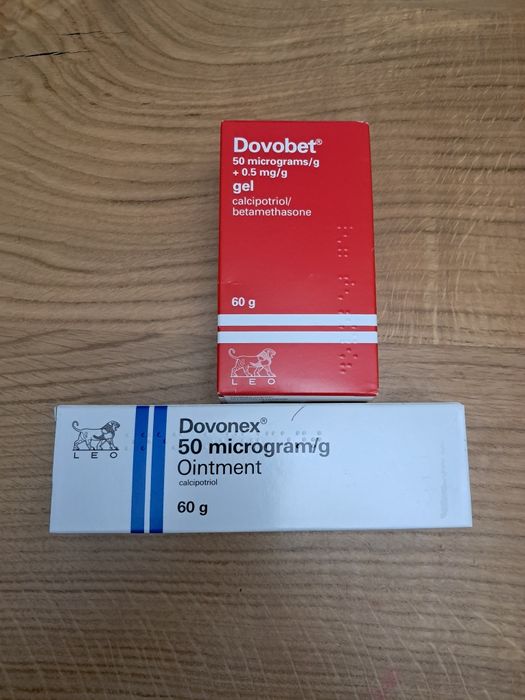 Dovobet®
50 micrograms/g
+ 0.5 mg/g
gel
calcipotriol/
betamethasone
60 g
LEO
LEO
Dovonex®
50 microgram/g
Ointment
calcipotriol
60 g